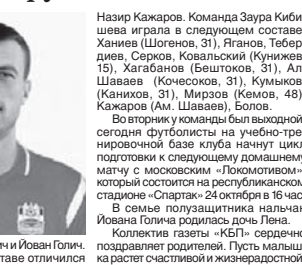 Назир Кажаров. Команда Заура Киби
шева играла в следующем составе
Ханиев (Шогенов, 31), Яганов, Тебер
диев, Серков, Ковальский (Кунижев
15), Хагабанов (Бештоков, 31), Ал
Шаваев (Кочесоков, 31), Кумыков
(Канихов, 31), Мирзов (Кемов, 48)
Кажаров (Ам. Шаваев), Болов.
Во вторник у команды был выходной
сегодня футболисты на учебно-тре
нировочной базе клуба начнут цикл
подготовки к следующему домашнему
матчу с московским «Локомотивом»
который состоится на республиканском
стадионе «Спартак» 24 октября в 16 час
В семье полузащитника нальчан
Йована Голича родилась дочь Лена.
Коллектив газеты «КБП» сердечно
поздравляет родителей. Пусть малыш
ка растет счастливой и жизнерадостной
ич и Йован Голич.
таве отличился